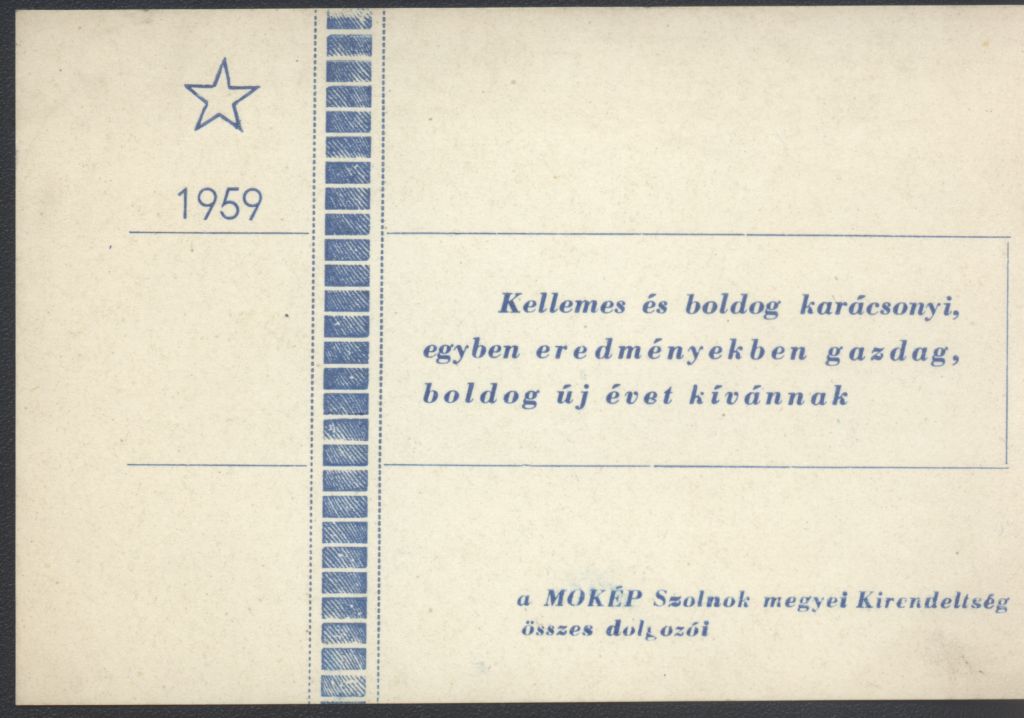 1959
Kellemes és boldog karácsonyi,
egyben eredményekben gazdag,
boldog új évet kívánnak
a MOKÉP Szolnok megyei Kirendeltség
összes dolgozói